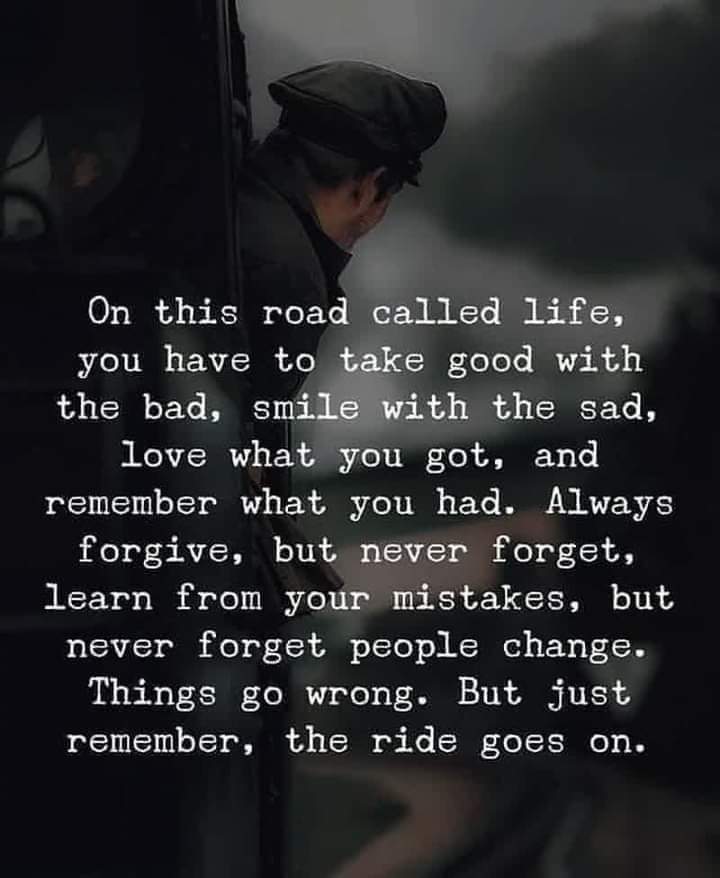 On this road called life,
you have to take good with
the bad, smile with the sad,
love what you got, and
remember what you had. Always
forgive, but never forget,
learn from your mistakes, but
never forget people change.
Things go wrong. But just
remember, the ride goes on.